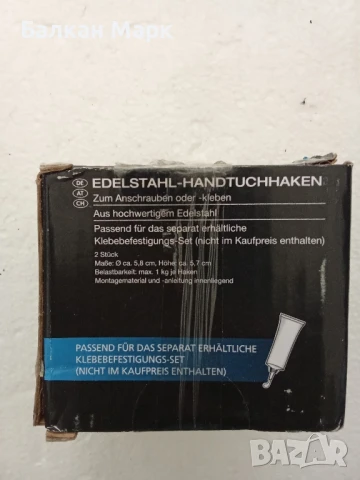 Балкан Марк
DE
AT
CH
EDELSTAHL-HANDTUCHHAKEN
Zum Anschrauben oder -kleben
Aus hochwertigem Edelstahl
Passend für das separat erhältliche
Klebebefestigungs-Set (nicht im Kaufpreis enthalten)
2 Stück
Maße: Ø ca. 5,8 cm, Höhe: ca. 5,7 cm
Belastbarkeit: max. 1 kg je Haken
Montagematerial und -anleitung innenliegend
PASSEND FÜR DAS SEPARAT ERHÄLTLICHE
KLEBEBEFESTIGUNGS-SET
(NICHT IM KAUFPREIS ENTHALTEN)
BAZAR